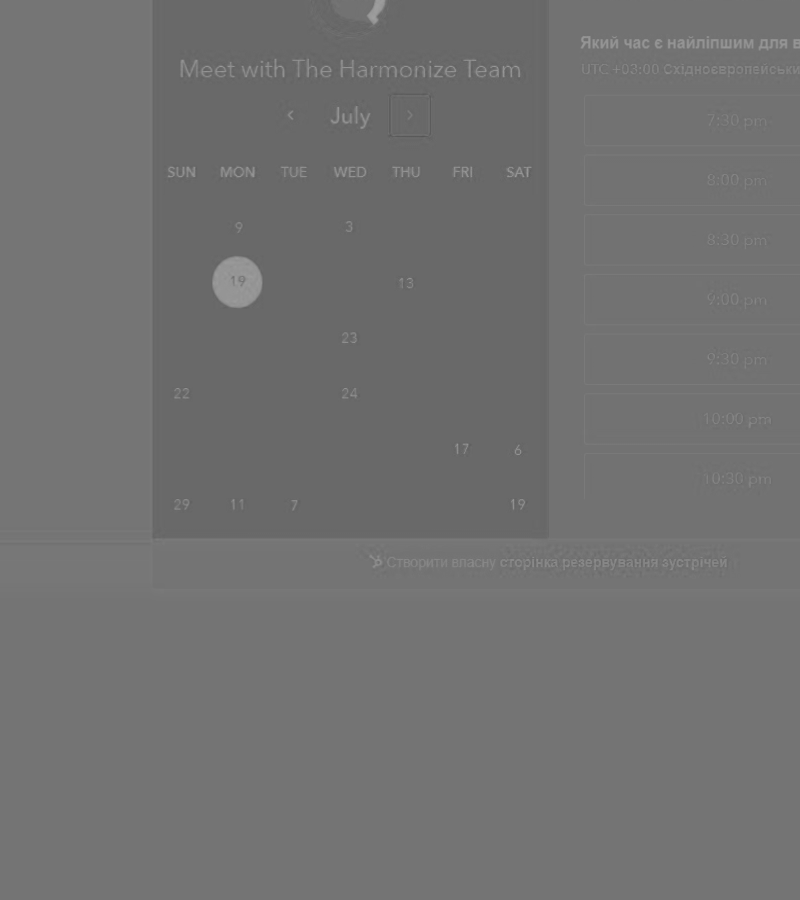 Який час є найліпшим для в
Meet with The Harmonize Team
UTC +03:00 Східноєвропейськи
July
SUN MON TUE WED THU FRI SAT
9 3
19 13
23
22 24
17 6
29 11 7 19
7:30 pm
8:00 pm
8:30 pm
9:00 pm
9:30 pm
10:00 pm
10:30 pm
Створити власну сторінка резервування зустрічей